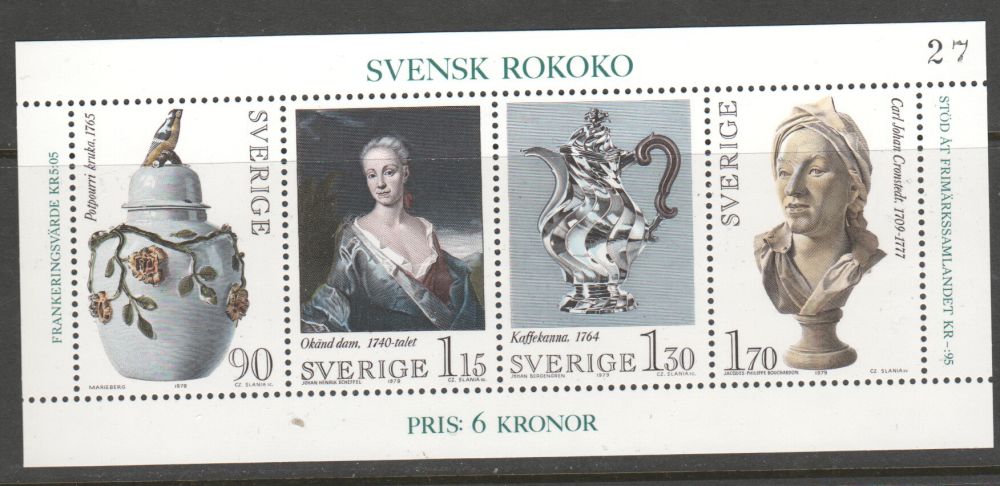 27
SVENSK ROKOKO
FRANKERINGSVÄRDE KR 5:05
Potpourri kruka, 1765
SVERIGE
90
MARIEBERG 1979 CZ. SLANIA SC.
Okänd dam, 1740-talet
SVERIGE 1.15
JOHAN HENRIK SCHEFFEL 1979 CZ. SLANIA SC.
Kaffekanna, 1764
SVERIGE 1.30
JOHAN BERGENGREN 1979 CZ. SLANIA SC.
SVERIGE
Carl Johan Cronstedt, 1709-1777
1.70
JACQUES-PHILIPPE BOUCHARDON 1979 CZ. SLANIA SC.
STÖD ÅT FRIMÄRKSSAMLANDET KR -:95
PRIS: 6 KRONOR